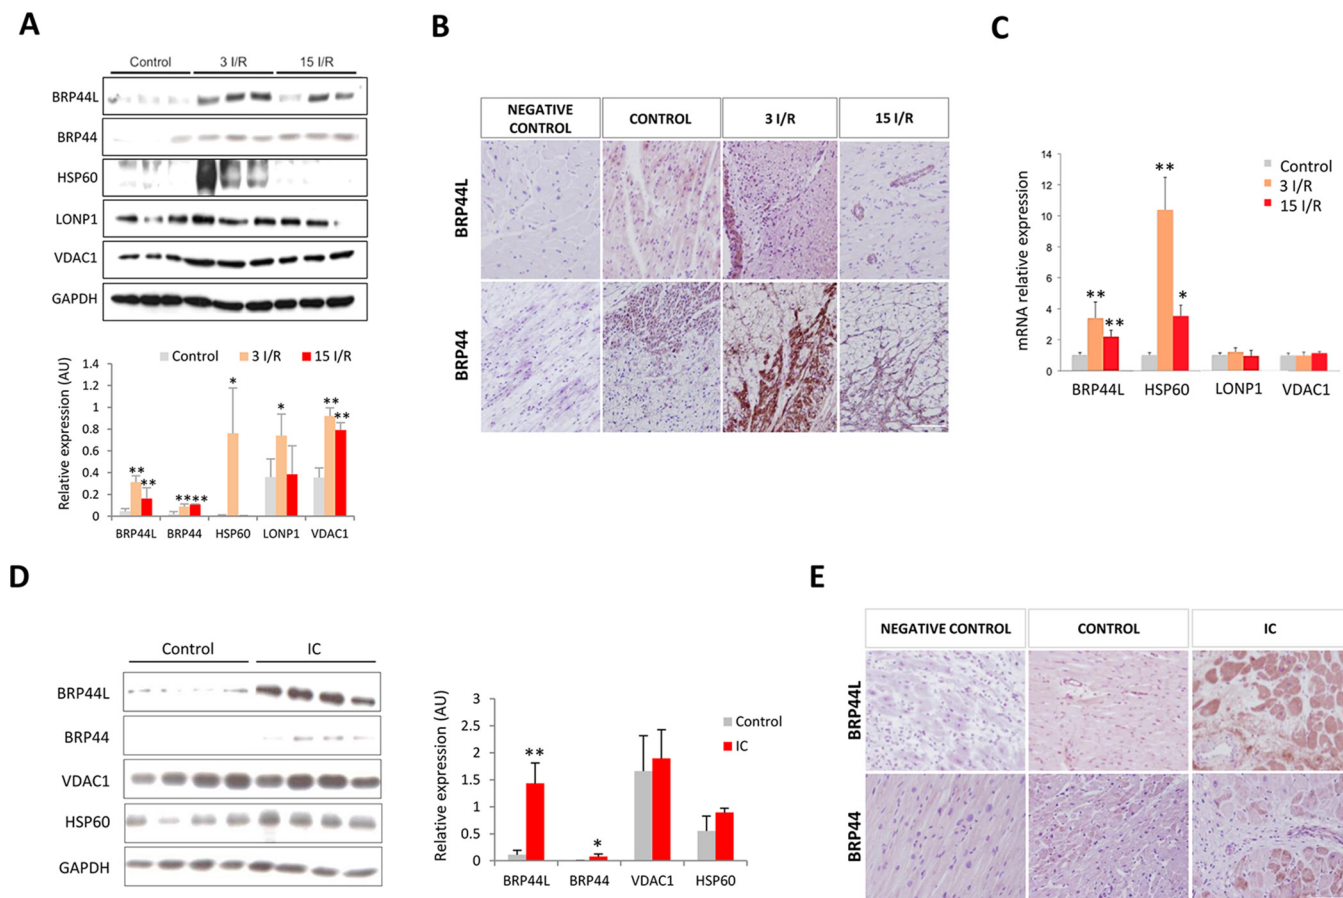 A
Control 3 I/R 15 I/R
BRP44L
BRP44
HSP60
LONP1
VDAC1
GAPDH
Control 3 I/R 15 I/R
Relative expression (AU)
1.4
1.2
1
0.8
0.6
0.4
0.2
0
** ** **** * * ** **
BRP44L BRP44 HSP60 LONP1 VDAC1
B
NEGATIVE CONTROL CONTROL 3 I/R 15 I/R
BRP44L
BRP44
C
mRNA relative expression
14
12
10
8
6
4
2
0
Control
3 I/R
15 I/R
** ** ** *
BRP44L HSP60 LONP1 VDAC1
D
Control IC
BRP44L
BRP44
VDAC1
HSP60
GAPDH
Relative expression (AU)
3
2.5
2
1.5
1
0.5
0
Control
IC
** *
BRP44L BRP44 VDAC1 HSP60
E
NEGATIVE CONTROL CONTROL IC
BRP44L
BRP44